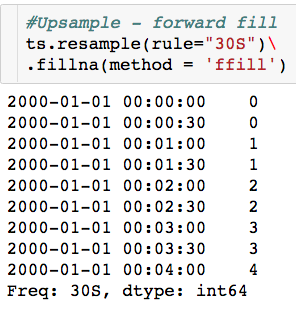 #Upsample - forward fill
ts.resample(rule="30S")\
.fillna(method = 'ffill')
2000-01-01 00:00:00    0
2000-01-01 00:00:30    0
2000-01-01 00:01:00    1
2000-01-01 00:01:30    1
2000-01-01 00:02:00    2
2000-01-01 00:02:30    2
2000-01-01 00:03:00    3
2000-01-01 00:03:30    3
2000-01-01 00:04:00    4
Freq: 30S, dtype: int64